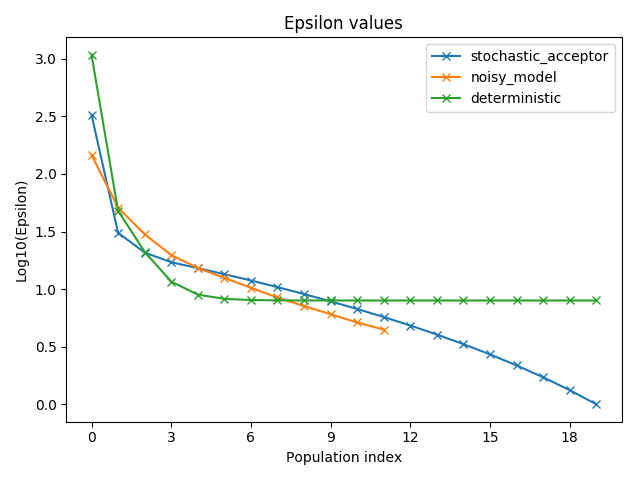 Epsilon values
stochastic_acceptor
noisy_model
deterministic
Log10(Epsilon)
3.0
2.5
2.0
1.5
1.0
0.5
0.0
0 3 6 9 12 15 18
Population index